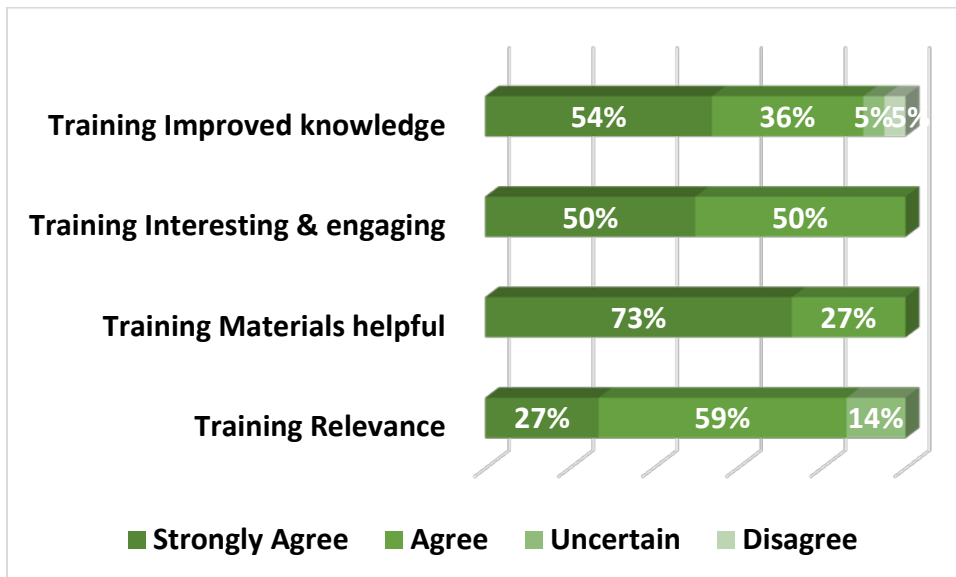 Training Improved knowledge
54% 36% 5% 5%
Training Interesting & engaging
50% 50%
Training Materials helpful
73% 27%
Training Relevance
27% 59% 14%
Strongly Agree Agree Uncertain Disagree